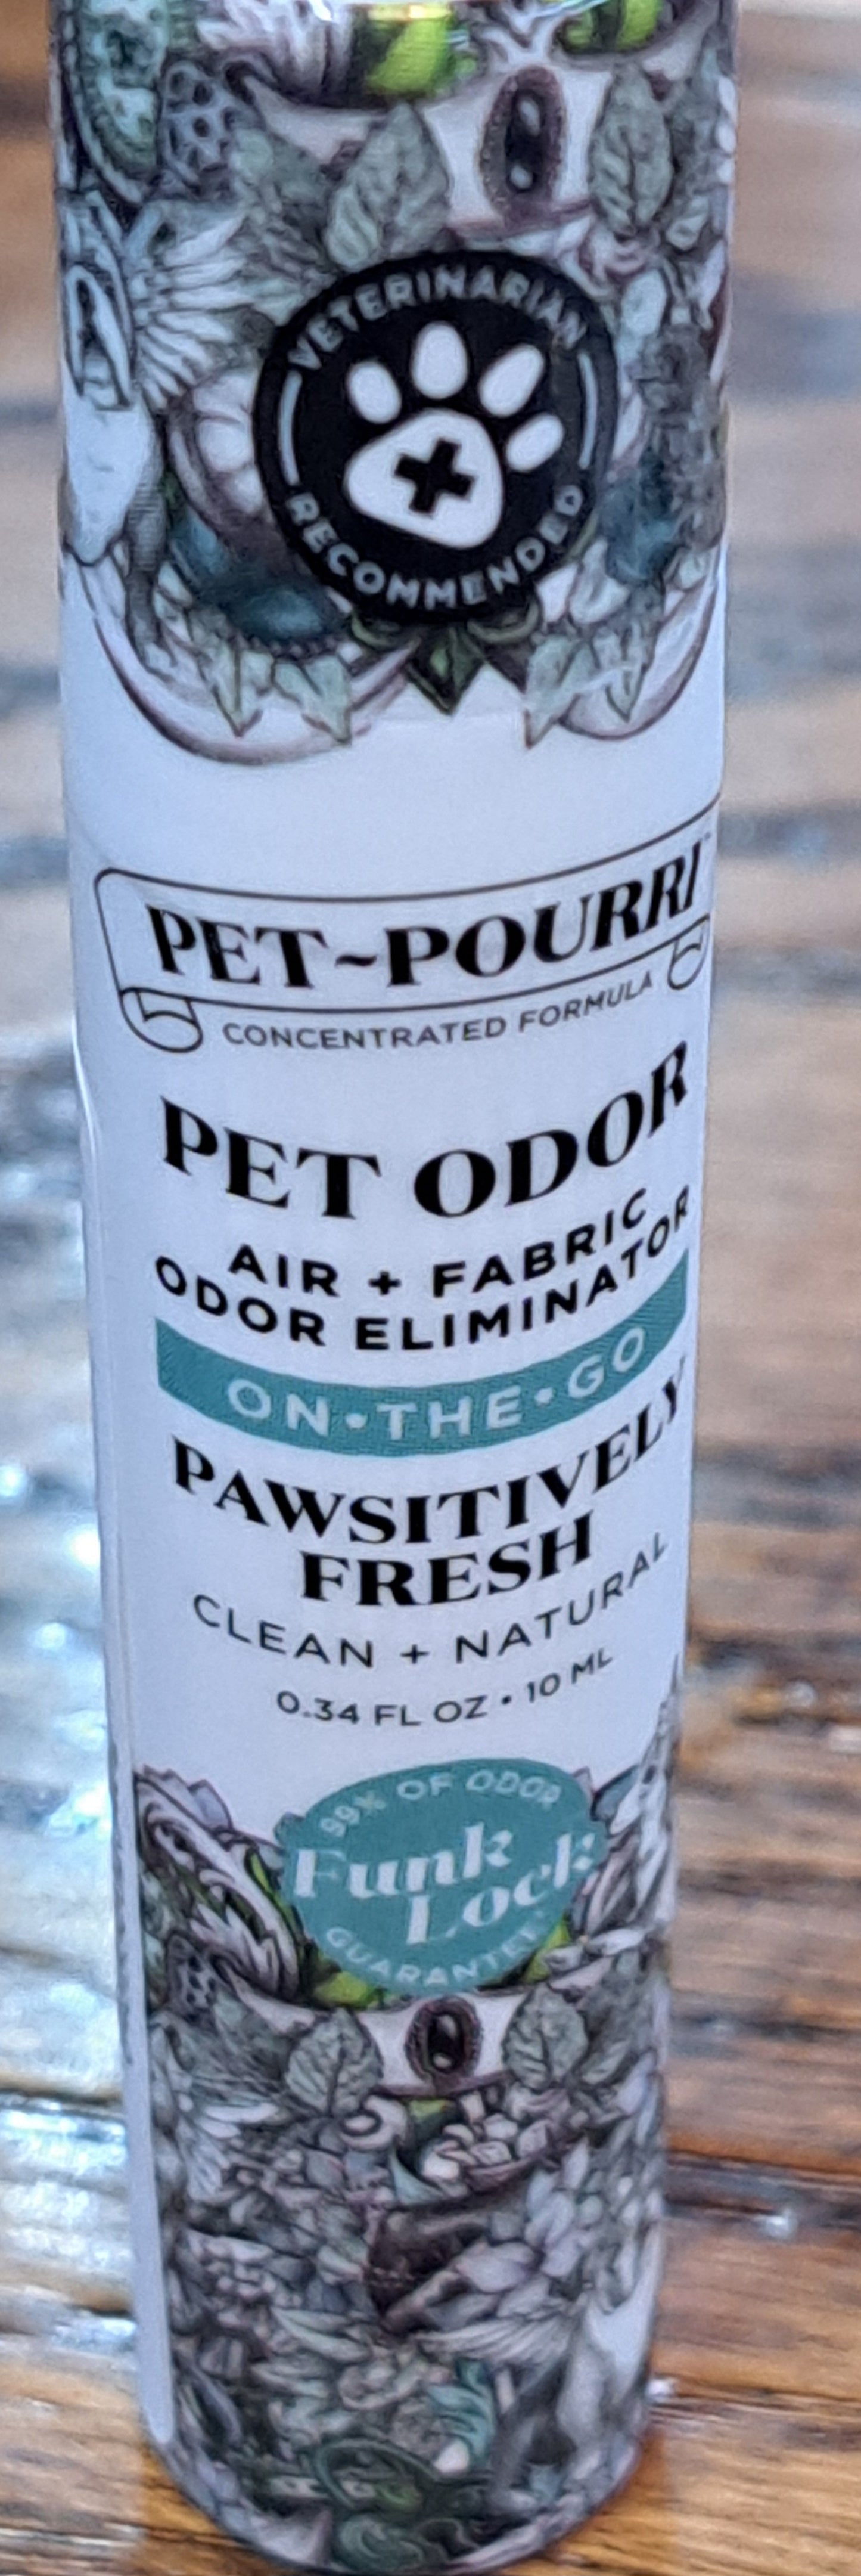 VETERINARIAN
RECOMMENDED
PET~POURRI™
CONCENTRATED FORMULA
PET ODOR
AIR + FABRIC
ODOR ELIMINATOR
ON•THE•GO
PAWSITIVELY
FRESH
CLEAN + NATURAL
0.34 FL OZ • 10 ML
99% OF ODOR
Funk
Lock
GUARANTEE